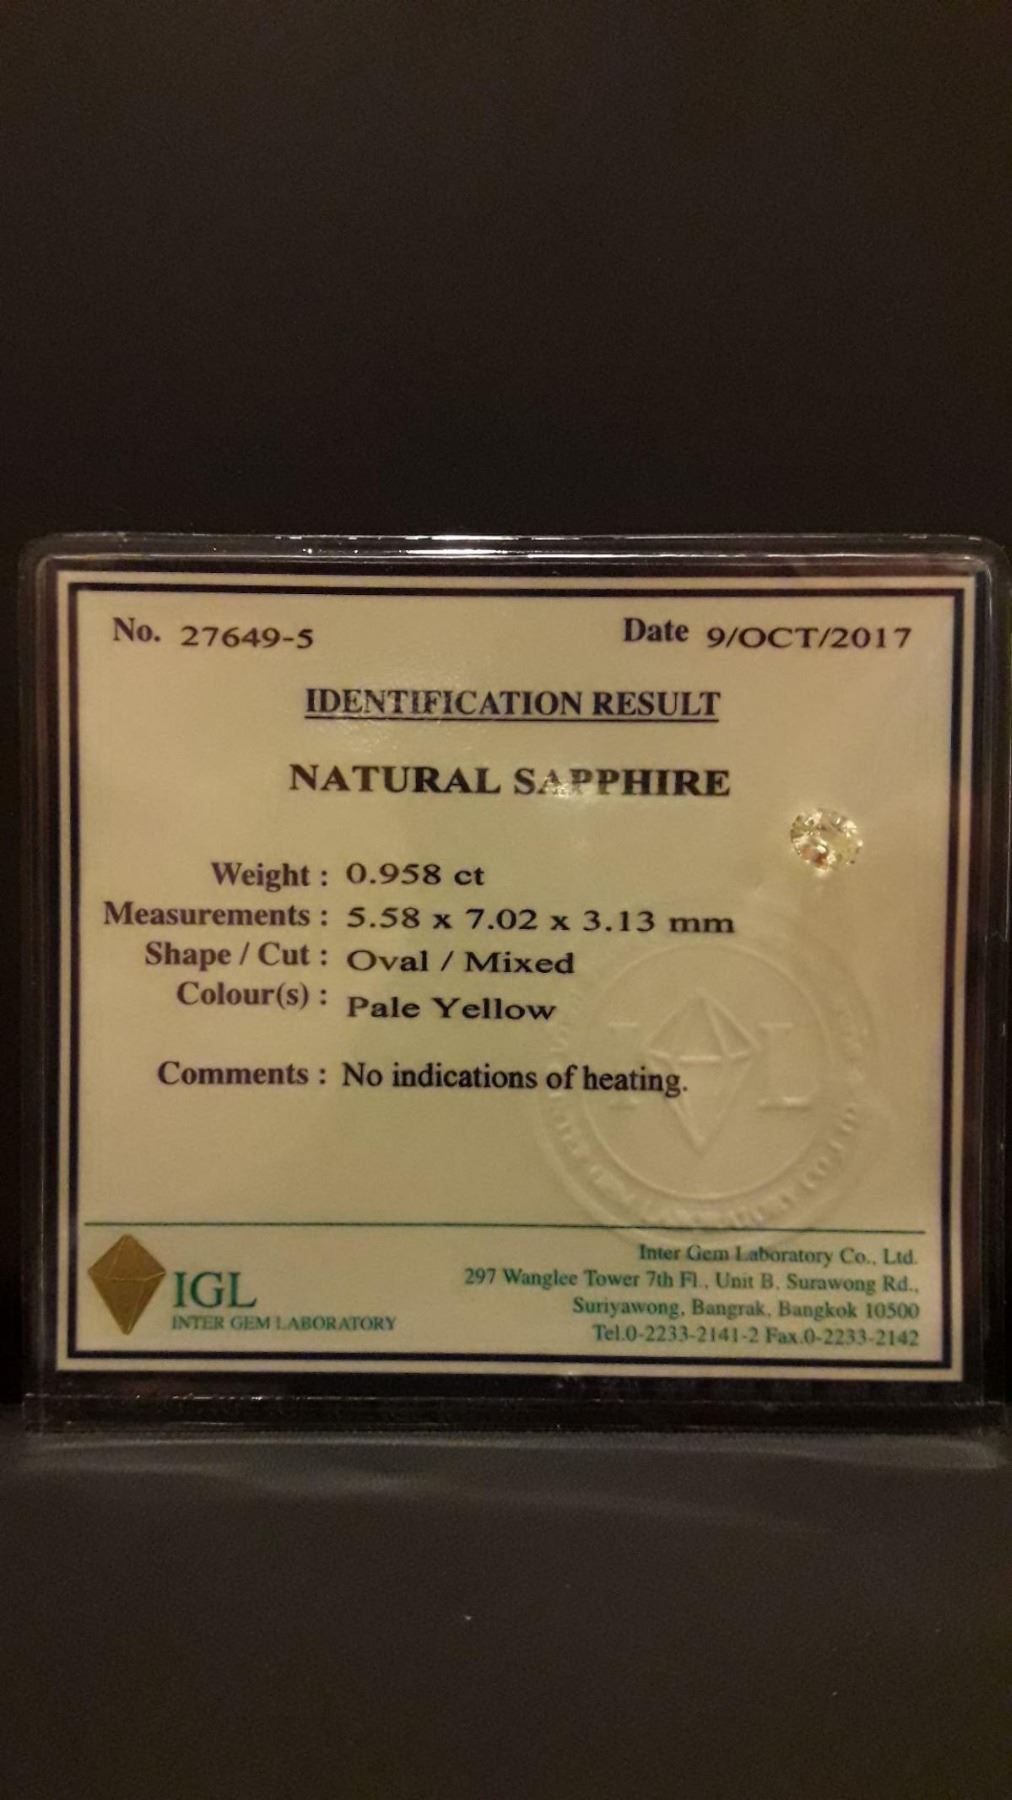 No. 27649-5 Date 9/OCT/2017
IDENTIFICATION RESULT
NATURAL SAPPHIRE
Weight : 0.958 ct
Measurements : 5.58 x 7.02 x 3.13 mm
Shape / Cut : Oval / Mixed
Colour(s) : Pale Yellow
Comments : No indications of heating.
IGL
INTER GEM LABORATORY
Inter Gem Laboratory Co., Ltd.
297 Wanglee Tower 7th Fl., Unit B, Surawong Rd.,
Suriyawong, Bangrak, Bangkok 10500
Tel.0-2233-2141-2 Fax.0-2233-2142